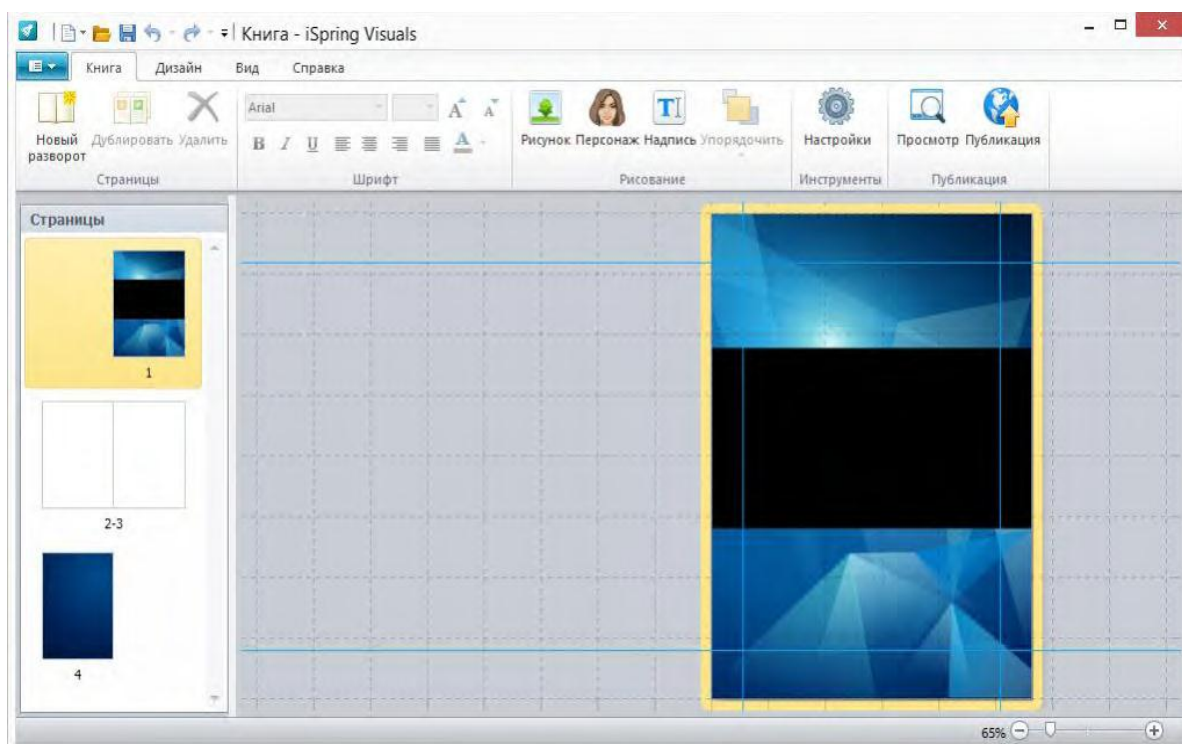 Книга - iSpring Visuals
Книга Дизайн Вид Справка
Arial
Новый разворот Дублировать Удалить
B I U
A A A
Рисунок Персонаж Надпись Упорядочить
Настройки
Просмотр Публикация
Страницы Шрифт Рисование Инструменты Публикация
Страницы
1
2-3
4
65%